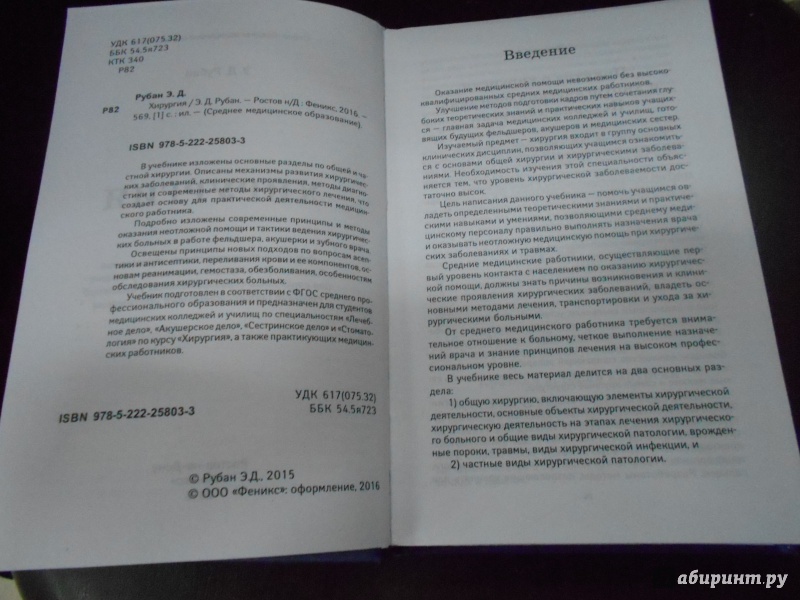 УДК 617(075.32)
ББК 54.5я723
КТК 340
Р82
Рубан Э. Д.
Р82 Хирургия / Э. Д. Рубан. — Ростов н/Д : Феникс, 2016. —
569, [1] с. : ил. — (Среднее медицинское образование).
ISBN 978-5-222-25803-3
В учебнике изложены основные разделы по общей и ча-
стной хирургии. Описаны механизмы развития хирургичес-
ких заболеваний, клинические проявления, методы диагно-
стики и современные методы хирургического лечения, что
создает основу для практической деятельности медицин-
ского работника.
Подробно изложены современные принципы и методы
оказания неотложной помощи и тактики ведения хирургичес-
ких больных в работе фельдшера, акушерки и зубного врача.
Освещены принципы новых подходов по вопросам асеп-
тики и антисептики, переливания крови и ее компонентов, ос-
новам реанимации, гемостаза, обезболивания, особенностям
обследования хирургических больных.
Учебник подготовлен в соответствии с ФГОС среднего про-
фессионального образования и предназначен для студентов
медицинских колледжей и училищ по специальностям «Лечеб-
ное дело», «Акушерское дело», «Сестринское дело» и «Стомато-
логия» по курсу «Хирургия», а также практикующих медицин-
ских работников.
УДК 617(075.32)
ББК 54.5я723
ISBN 978-5-222-25803-3
© Рубан Э.Д., 2015
© ООО «Феникс»: оформление, 2016
Введение
Оказание медицинской помощи невозможно без высоко-
квалифицированных средних медицинских работников.
Улучшение методов подготовки кадров путем сочетания глу-
боких теоретических знаний и практических навыков учащих-
ся — главная задача медицинских колледжей и училищ, гото-
вящих будущих фельдшеров, акушеров и медицинских сестер.
Изучаемый предмет — хирургия входит в группу основных
клинических дисциплин, позволяющих учащимся ознакомить-
ся с основами общей хирургии и хирургическими заболева-
ниями. Необходимость изучения этой специальности объяс-
няется тем, что уровень хирургической заболеваемости дос-
таточно высок.
Цель написания данного учебника — помочь учащимся ов-
ладеть определенными теоретическими знаниями и практи-
ческими навыками и умениями, позволяющими среднему ме-
дицинскому персоналу правильно выполнять назначения врача
и оказывать неотложную медицинскую помощь при хирургичес-
ких заболеваниях и травмах.
Средние медицинские работники, осуществляющие пер-
вый уровень контакта с населением по оказанию хирургичес-
кой помощи, должны знать причины возникновения и клини-
ческие проявления хирургических заболеваний, владеть ос-
новными методами лечения, транспортировки и ухода за хи-
рургическими больными.
От среднего медицинского работника требуется внима-
тельное отношение к больному, четкое выполнение назначе-
ний врача и знание принципов лечения на высоком профес-
сиональном уровне.
В учебнике весь материал делится на два основных раз-
дела:
1) общую хирургию, включающую элементы хирургической
деятельности, основные объекты хирургической деятельности,
хирургическую деятельность на этапах лечения хирургическо-
го больного и общие виды хирургической патологии, врожден-
ные пороки, травмы, виды хирургической инфекции, и
2) частные виды хирургической патологии.
абиринт.ру